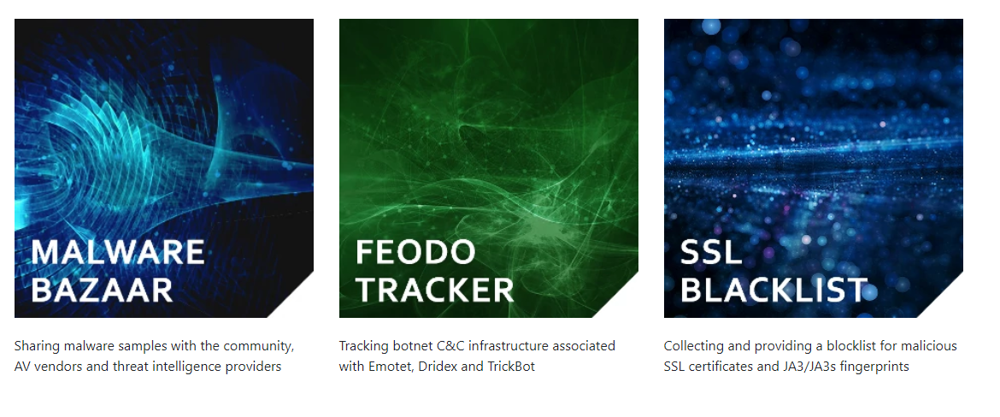 MALWARE
BAZAAR
Sharing malware samples with the community,
AV vendors and threat intelligence providers
FEODO
TRACKER
Tracking botnet C&C infrastructure associated
with Emotet, Dridex and TrickBot
SSL
BLACKLIST
Collecting and providing a blocklist for malicious
SSL certificates and JA3/JA3s fingerprints